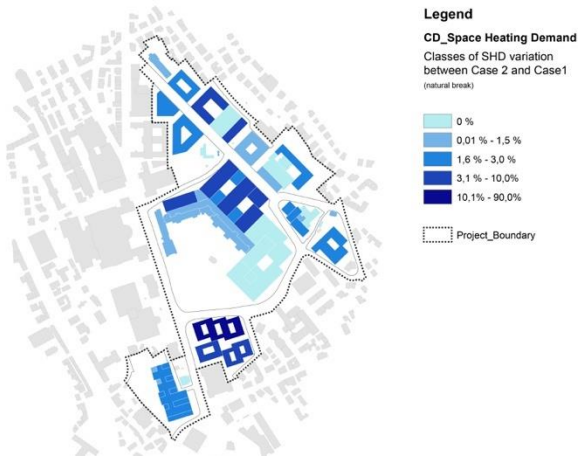 Legend
CD_Space Heating Demand
Classes of SHD variation
between Case 2 and Case1
(natural break)
0 %
0,01 % - 1,5 %
1,6 % - 3,0 %
3,1 % - 10,0%
10,1% - 90,0%
Project_Boundary